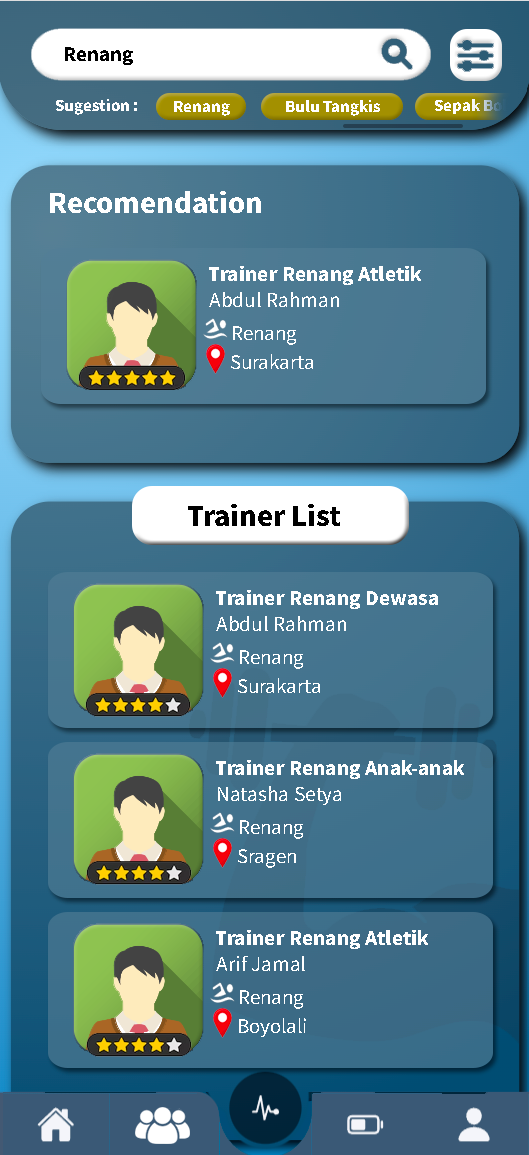 Renang
Sugestion : Renang Bulu Tangkis Sepak Bo
Recomendation
Trainer Renang Atletik
Abdul Rahman
Renang
Surakarta
Trainer List
Trainer Renang Dewasa
Abdul Rahman
Renang
Surakarta
Trainer Renang Anak-anak
Natasha Setya
Renang
Sragen
Trainer Renang Atletik
Arif Jamal
Renang
Boyolali